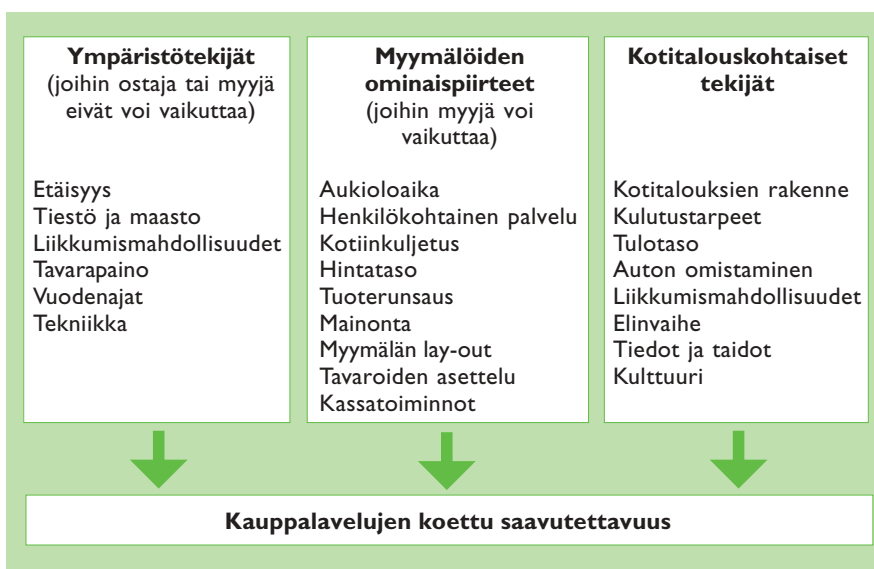 Ympäristötekijät
(joihin ostaja tai myyjä
eivät voi vaikuttaa)
Etäisyys
Tiestö ja maasto
Liikkumismahdollisuudet
Tavarapaino
Vuodenajat
Tekniikka
Myymälöiden
ominaispiirteet
(joihin myyjä voi
vaikuttaa)
Aukioloaika
Henkilökohtainen palvelu
Kotiinkuljetus
Hintataso
Tuoterunsaus
Mainonta
Myymälän lay-out
Tavaroiden asettelu
Kassatoiminnot
Kotitalouskohtaiset
tekijät
Kotitalouksien rakenne
Kulutustarpeet
Tulotaso
Auton omistaminen
Liikkumismahdollisuudet
Elinvaihe
Tiedot ja taidot
Kulttuuri
Kauppalavelujen koettu saavutettavuus